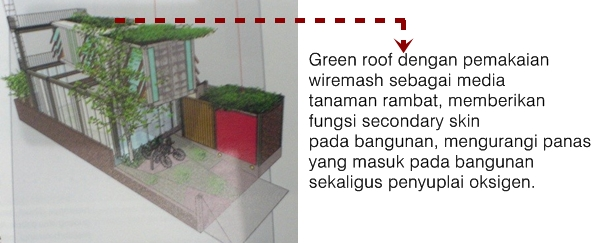 Green roof dengan pemakaian
wiremash sebagai media
tanaman rambat, memberikan
fungsi secondary skin
pada bangunan, mengurangi panas
yang masuk pada bangunan
sekaligus penyuplai oksigen.